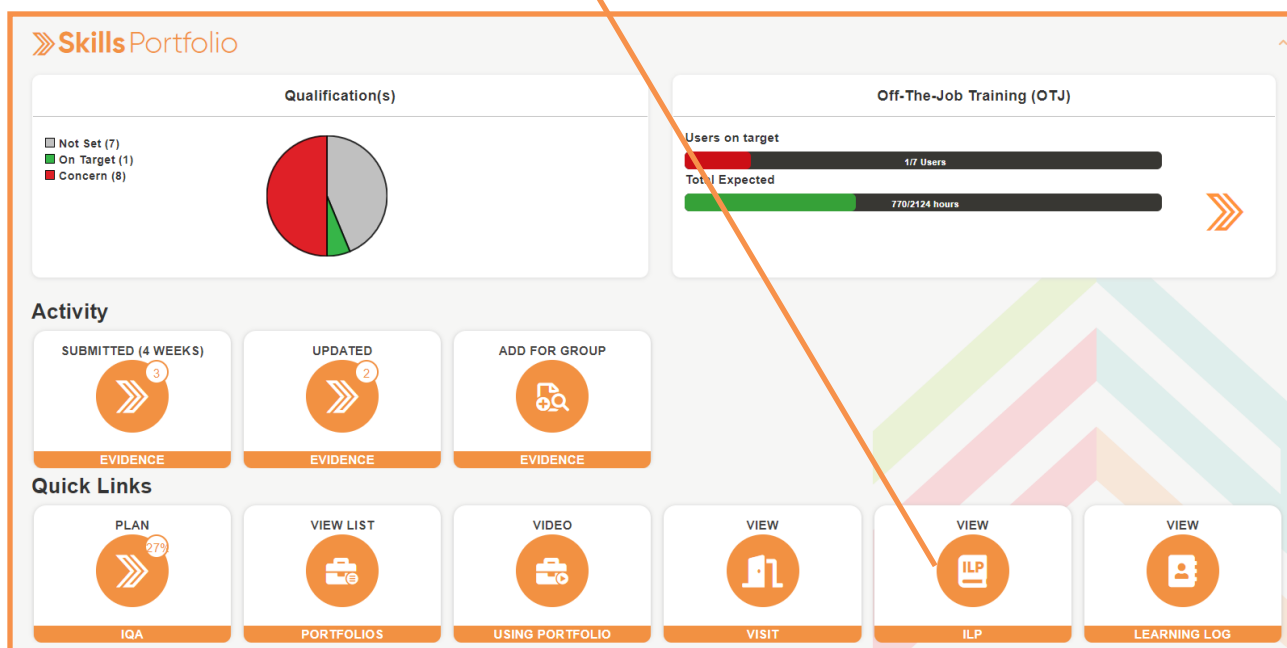 Skills Portfolio
Qualification(s)
Not Set (7)
On Target (1)
Concern (8)
Off-The-Job Training (OTJ)
Users on target
1/7 Users
Total Expected
770/2124 hours
Activity
SUBMITTED (4 WEEKS)
3
EVIDENCE
UPDATED
2
EVIDENCE
ADD FOR GROUP
EVIDENCE
Quick Links
PLAN
27%
IQA
VIEW LIST
PORTFOLIOS
VIDEO
USING PORTFOLIO
VIEW
VISIT
VIEW
ILP
ILP
VIEW
LEARNING LOG